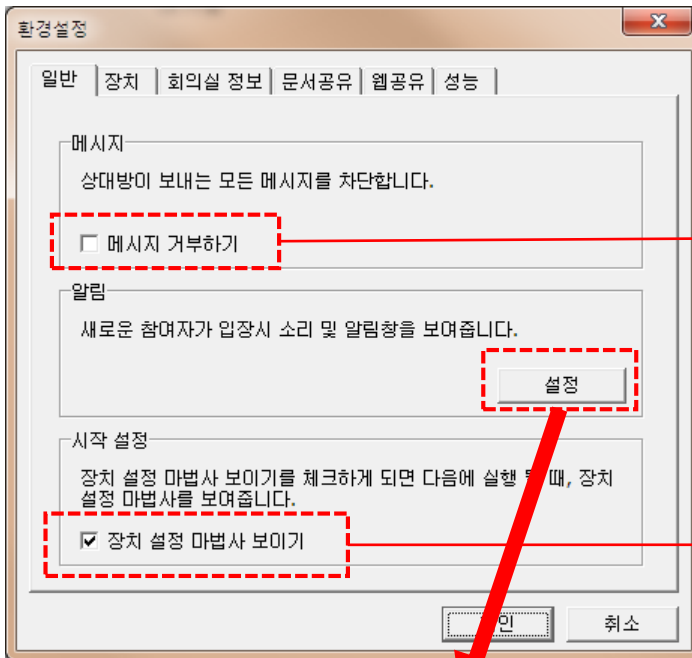 환경설정
일반 장치 회의실 정보 문서공유 웹공유 성능
메시지
상대방이 보내는 모든 메시지를 차단합니다.
메시지 거부하기
알림
새로운 참여자가 입장시 소리 및 알림창을 보여줍니다.
설정
시작 설정
장치 설정 마법사 보이기를 체크하게 되면 다음에 실행 때, 장치
설정 마법사를 보여줍니다.
장치 설정 마법사 보이기
취소